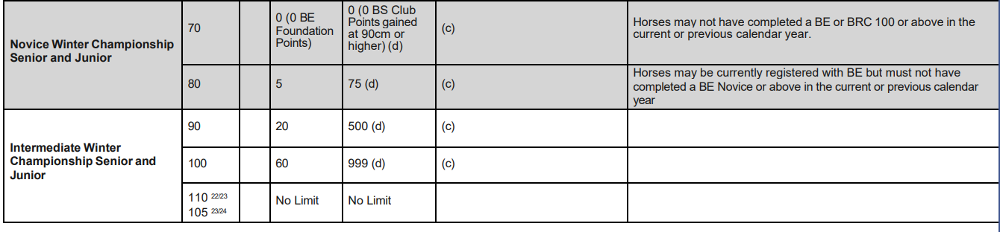 Novice Winter Championship
Senior and Junior
70
0 (0 BE
Foundation
Points)
0 (0 BS Club
Points gained
at 90cm or
higher) (d)
(c)
Horses may not have completed a BE or BRC 100 or above in the
current or previous calendar year.
80
5
75 (d)
(c)
Horses may be currently registered with BE but must not have
completed a BE Novice or above in the current or previous calendar
year
Intermediate Winter
Championship Senior and
Junior
90
20
500 (d)
(c)
100
60
999 (d)
(c)
110 22/23
105 23/24
No Limit
No Limit